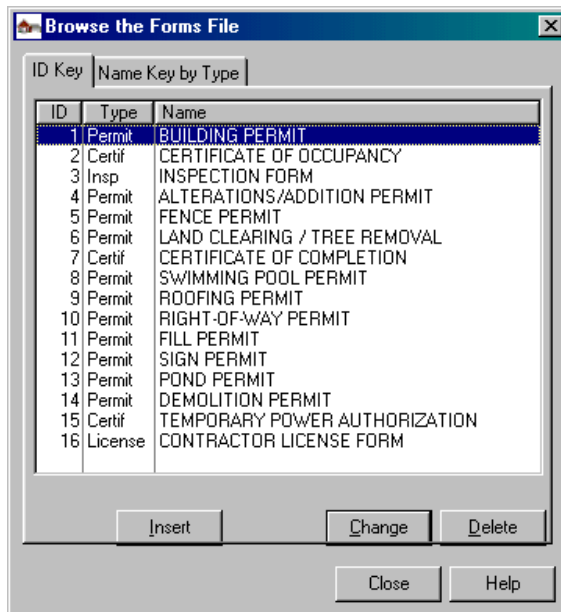 Browse the Forms File
ID Key Name Key by Type
ID Type Name
1 Permit BUILDING PERMIT
2 Certif CERTIFICATE OF OCCUPANCY
3 Insp INSPECTION FORM
4 Permit ALTERATIONS/ADDITION PERMIT
5 Permit FENCE PERMIT
6 Permit LAND CLEARING / TREE REMOVAL
7 Certif CERTIFICATE OF COMPLETION
8 Permit SWIMMING POOL PERMIT
9 Permit ROOFING PERMIT
10 Permit RIGHT-OF-WAY PERMIT
11 Permit FILL PERMIT
12 Permit SIGN PERMIT
13 Permit POND PERMIT
14 Permit DEMOLITION PERMIT
15 Certif TEMPORARY POWER AUTHORIZATION
16 License CONTRACTOR LICENSE FORM
Insert Change Delete
Close Help